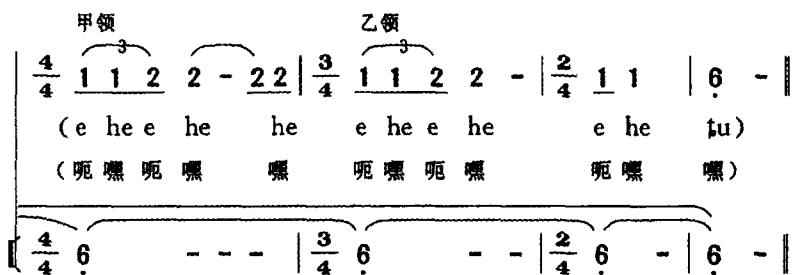 甲领 乙领
3 3
4/4 1 1 2 2 - 2 2 | 3/4 1 1 2 2 - | 2/4 1 1 | 6 - ‖
(e he e he he e he e he e he tu)
(呃嘿呃嘿 嘿 呃嘿呃嘿 呃嘿 嘿)
4/4 6 - - - | 3/4 6 - - | 2/4 6 - | 6 - ‖